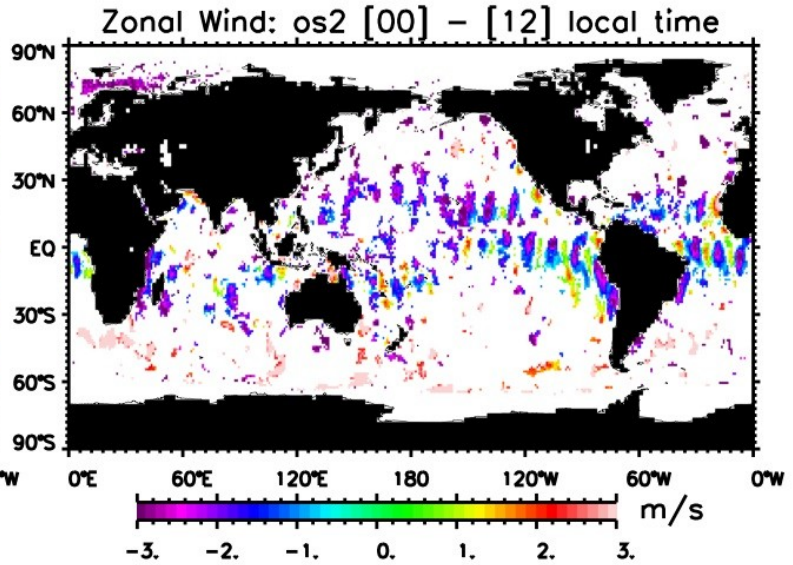 Zonal Wind: os2 [00] – [12] local time
90°N
60°N
30°N
EQ
30°S
60°S
90°S
°W 0°E 60°E 120°E 180 120°W 60°W 0°W
m/s
-3. -2. -1. 0. 1. 2. 3.